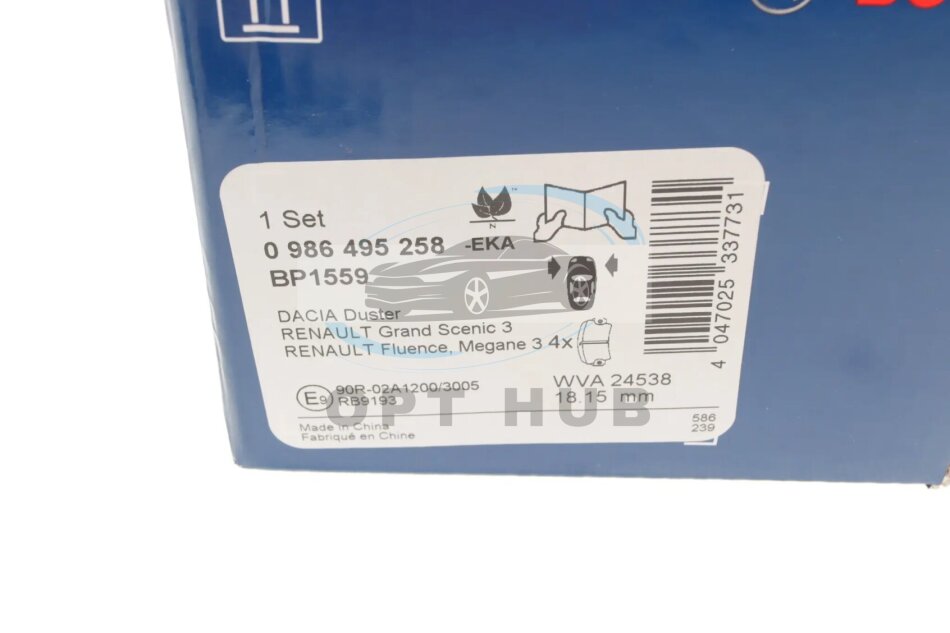 1 Set
0 986 495 258 -EKA
BP1559
DACIA Duster
RENAULT Grand Scenic 3
RENAULT Fluence, Megane 3 4x
E9 90R-02A1200/3005
RB9193
WVA 24538
18.15 mm
Made in China
Fabriqué en Chine
586
239
4 047025 337731
N
TM
OPT HUB